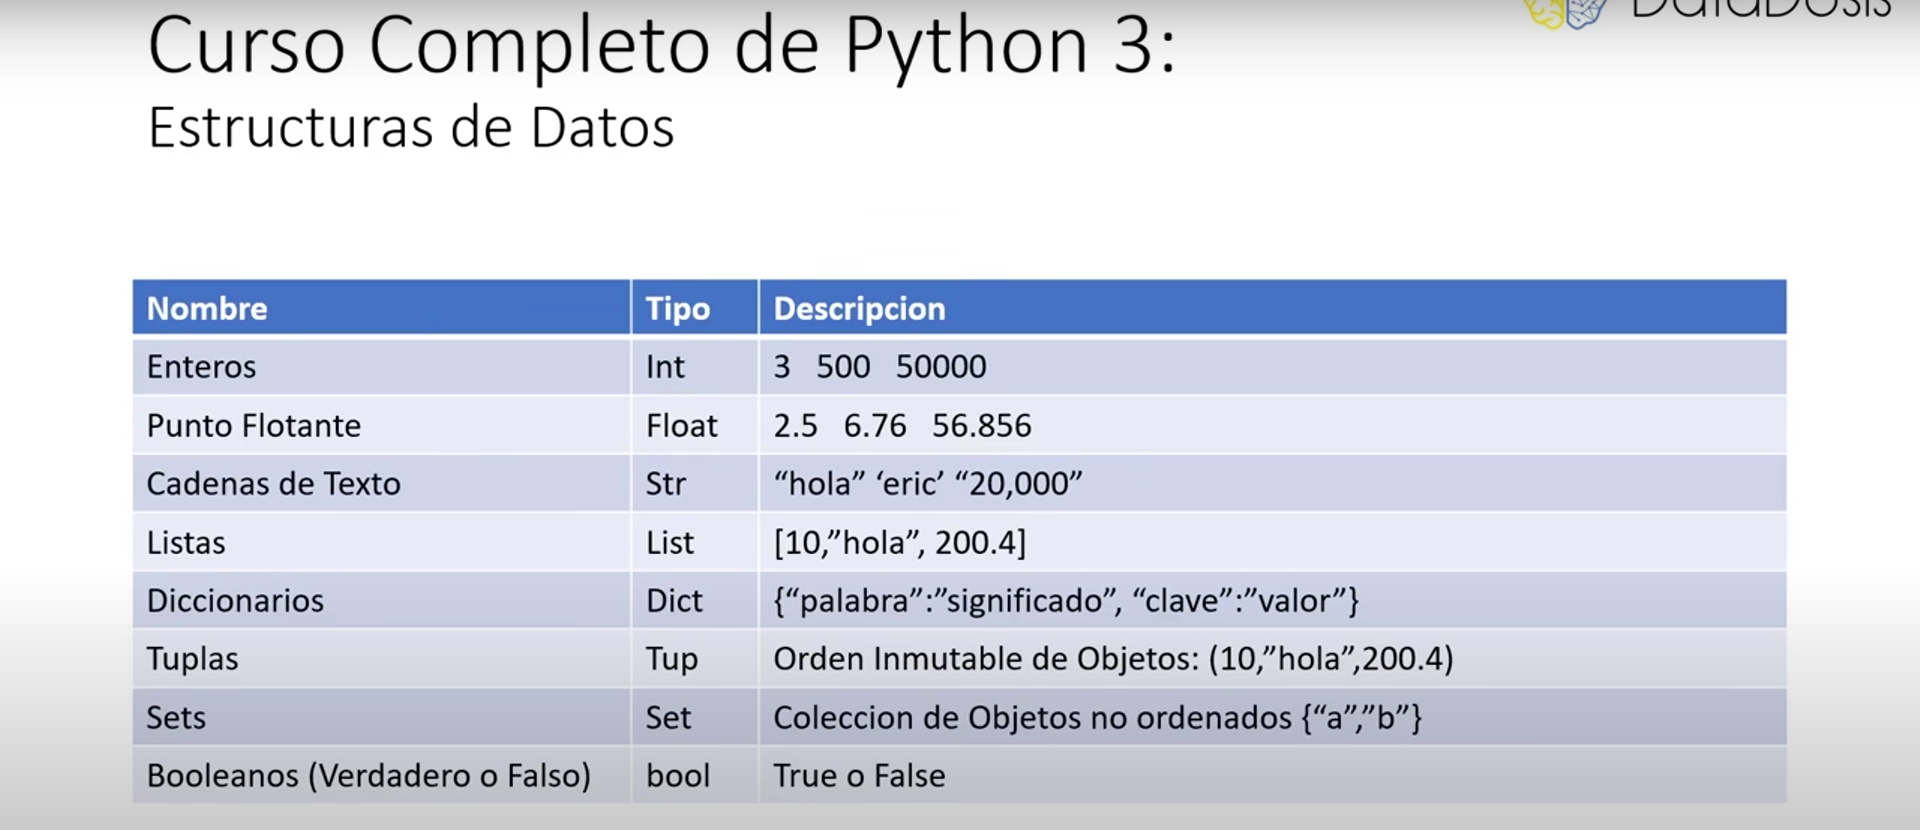 DataDosis
Curso Completo de Python 3:
Estructuras de Datos
Nombre Tipo Descripcion
Enteros Int 3 500 50000
Punto Flotante Float 2.5 6.76 56.856
Cadenas de Texto Str “hola” ‘eric’ “20,000”
Listas List [10,”hola”, 200.4]
Diccionarios Dict {“palabra”:”significado”, “clave”:”valor”}
Tuplas Tup Orden Inmutable de Objetos: (10,”hola”,200.4)
Sets Set Coleccion de Objetos no ordenados {“a”,”b”}
Booleanos (Verdadero o Falso) bool True o False